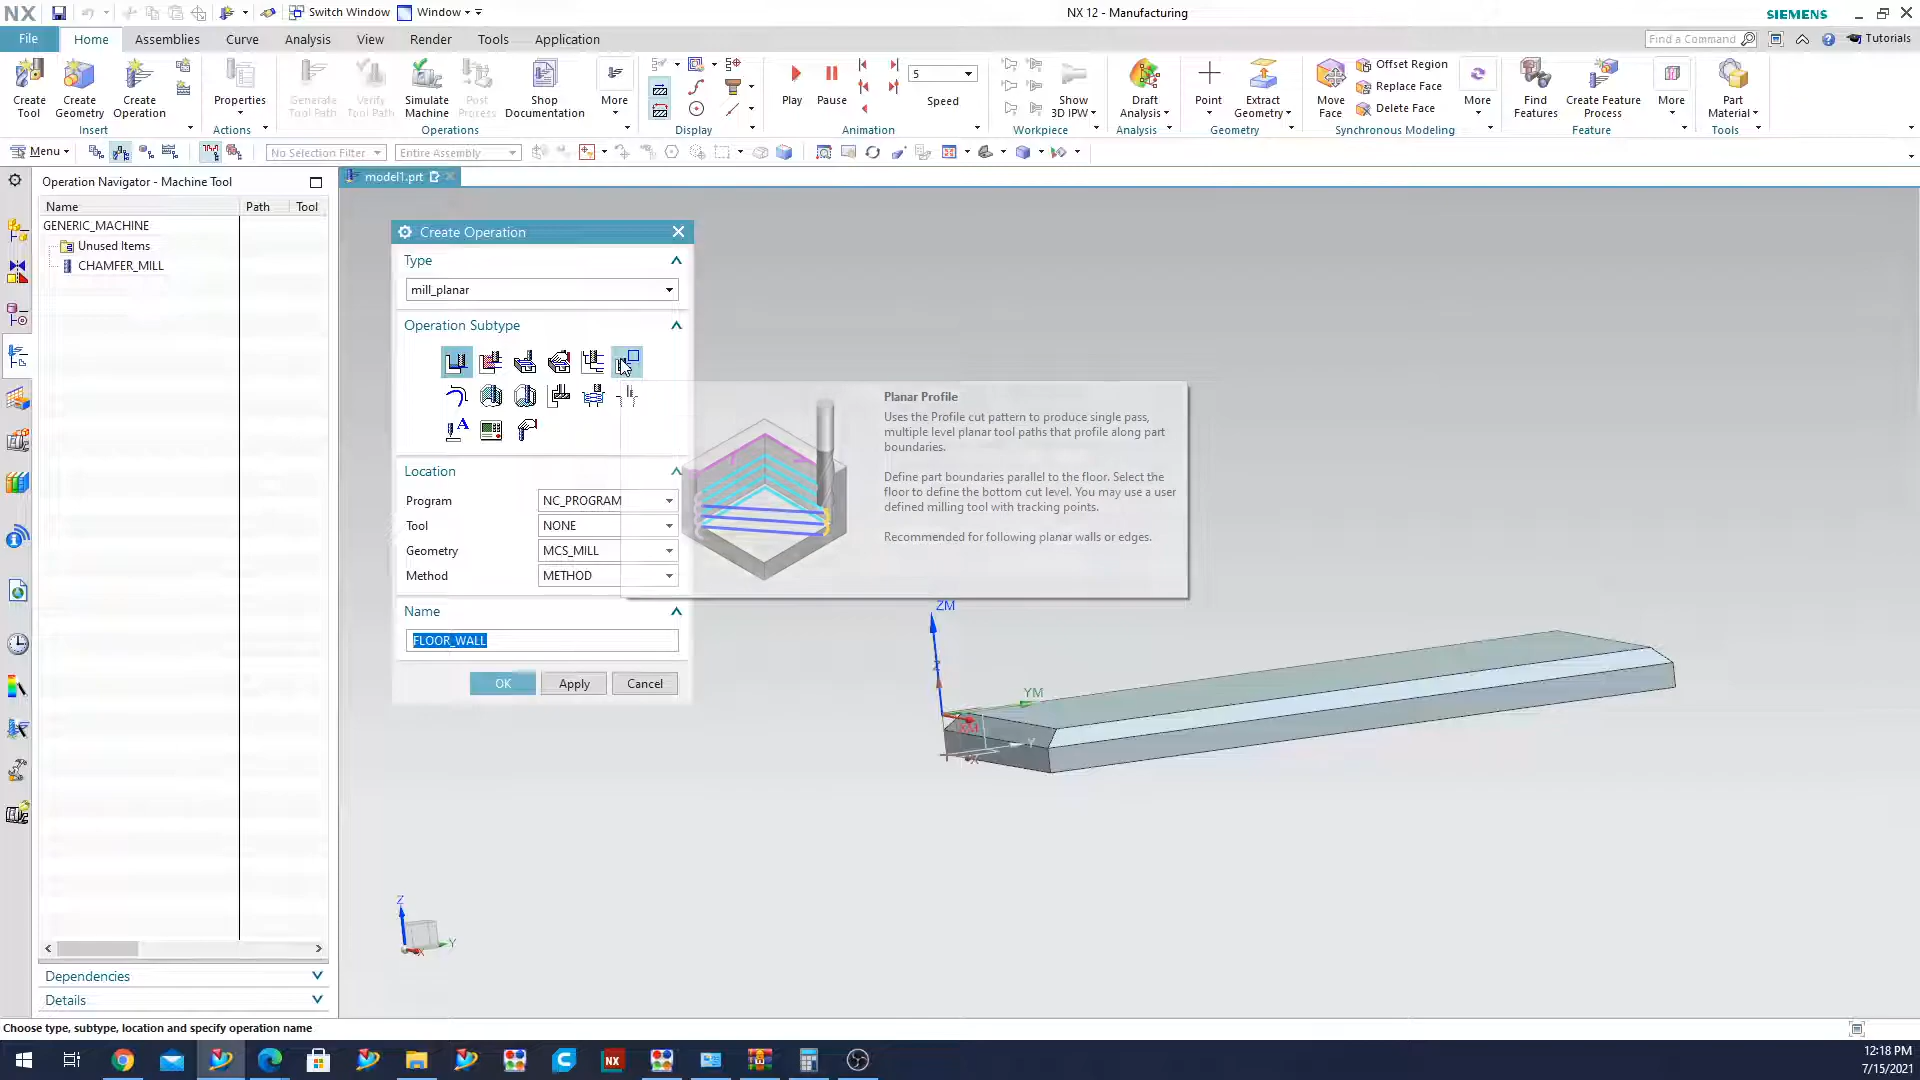 NX
Switch Window
Window
NX 12 - Manufacturing
SIEMENS
File
Home
Assemblies
Curve
Analysis
View
Render
Tools
Application
Find a Command
Tutorials
Create Tool
Create Geometry
Create Operation
Insert
Properties
Actions
Generate Tool Path
Verify Tool Path
Simulate Machine
Post Process
Shop Documentation
More
Operations
Display
Play
Pause
5
Speed
Animation
Show 3D IPW
Workpiece
Draft Analysis
Analysis
Point
Extract Geometry
Geometry
Move Face
Offset Region
Replace Face
Delete Face
More
Synchronous Modeling
Find Features
Create Feature Process
More
Feature
Part Material
Tools
Menu
No Selection Filter
Entire Assembly
Operation Navigator - Machine Tool
model1.prt
Name
Path
Tool
GENERIC_MACHINE
Unused Items
CHAMFER_MILL
Create Operation
Type
mill_planar
Operation Subtype
Location
Program
NC_PROGRAM
Tool
NONE
Geometry
MCS_MILL
Method
METHOD
Name
FLOOR_WALL
OK
Apply
Cancel
Planar Profile
Uses the Profile cut pattern to produce single pass,
multiple level planar tool paths that profile along part
boundaries.
Define part boundaries parallel to the floor. Select the
floor to define the bottom cut level. You may use a user
defined milling tool with tracking points.
Recommended for following planar walls or edges.
ZM
Z
YM
XM
Y
X
Z
Y
X
Dependencies
Details
Choose type, subtype, location and specify operation name
NX
12:18 PM
7/15/2021